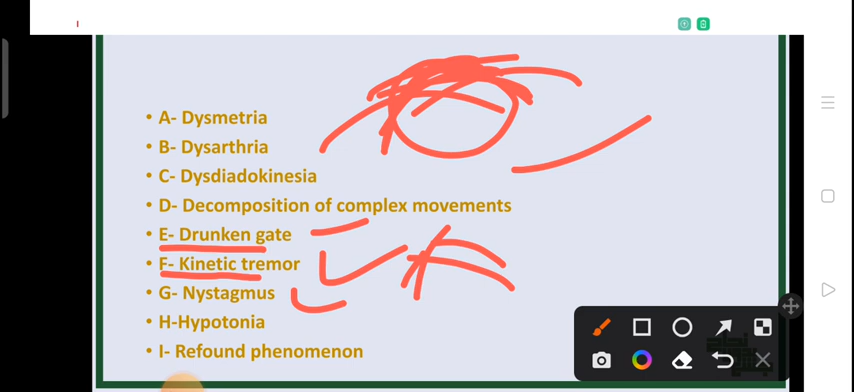 • A- Dysmetria
• B- Dysarthria
• C- Dysdiadokinesia
• D- Decomposition of complex movements
• E- Drunken gate
• F- Kinetic tremor
• G- Nystagmus
• H-Hypotonia
• I- Refound phenomenon